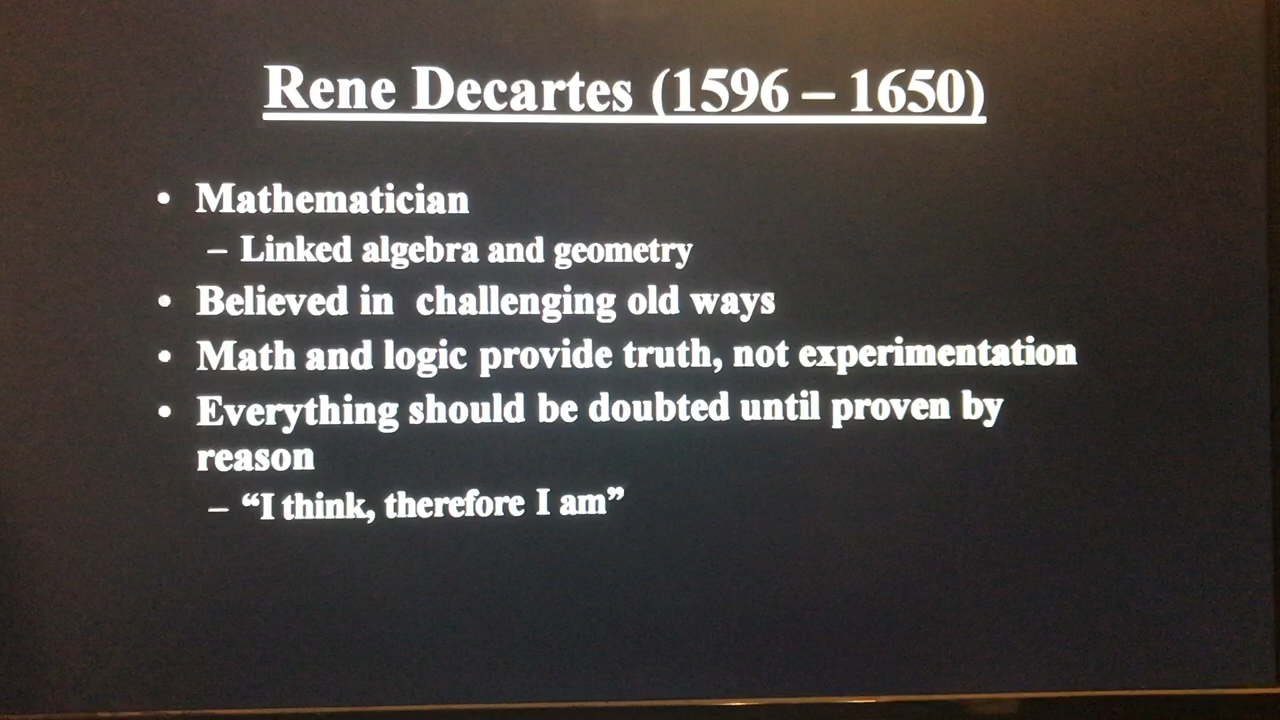 Rene Decartes (1596 – 1650)
• Mathematician
– Linked algebra and geometry
• Believed in  challenging old ways
• Math and logic provide truth, not experimentation
• Everything should be doubted until proven by
reason
– “I think, therefore I am”